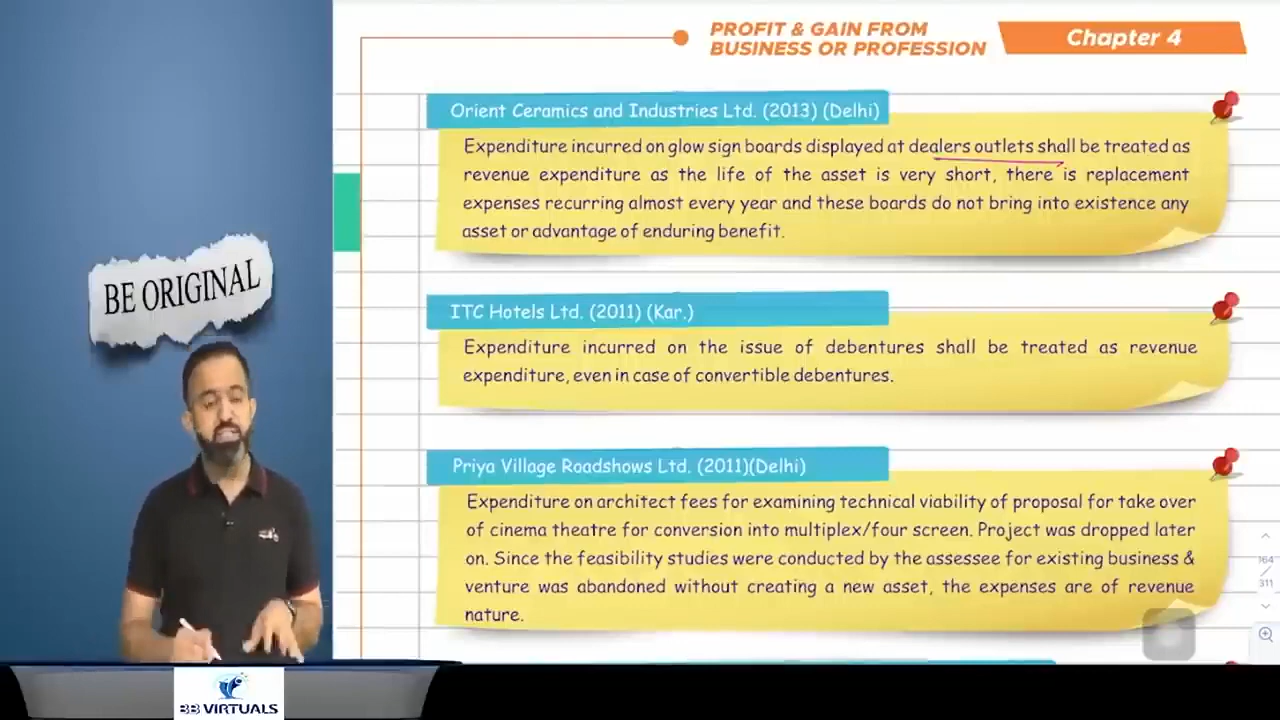 PROFIT & GAIN FROM
BUSINESS OR PROFESSION
Chapter 4
Orient Ceramics and Industries Ltd. (2013) (Delhi)
Expenditure incurred on glow sign boards displayed at dealers outlets shall be treated as
revenue expenditure as the life of the asset is very short, there is replacement
expenses recurring almost every year and these boards do not bring into existence any
asset or advantage of enduring benefit.
BE ORIGINAL
ITC Hotels Ltd. (2011) (Kar.)
Expenditure incurred on the issue of debentures shall be treated as revenue
expenditure, even in case of convertible debentures.
Priya Village Roadshows Ltd. (2011)(Delhi)
Expenditure on architect fees for examining technical viability of proposal for take over
of cinema theatre for conversion into multiplex/four screen. Project was dropped later
on. Since the feasibility studies were conducted by the assessee for existing business &
venture was abandoned without creating a new asset, the expenses are of revenue
nature.
164
/
311
BB VIRTUALS